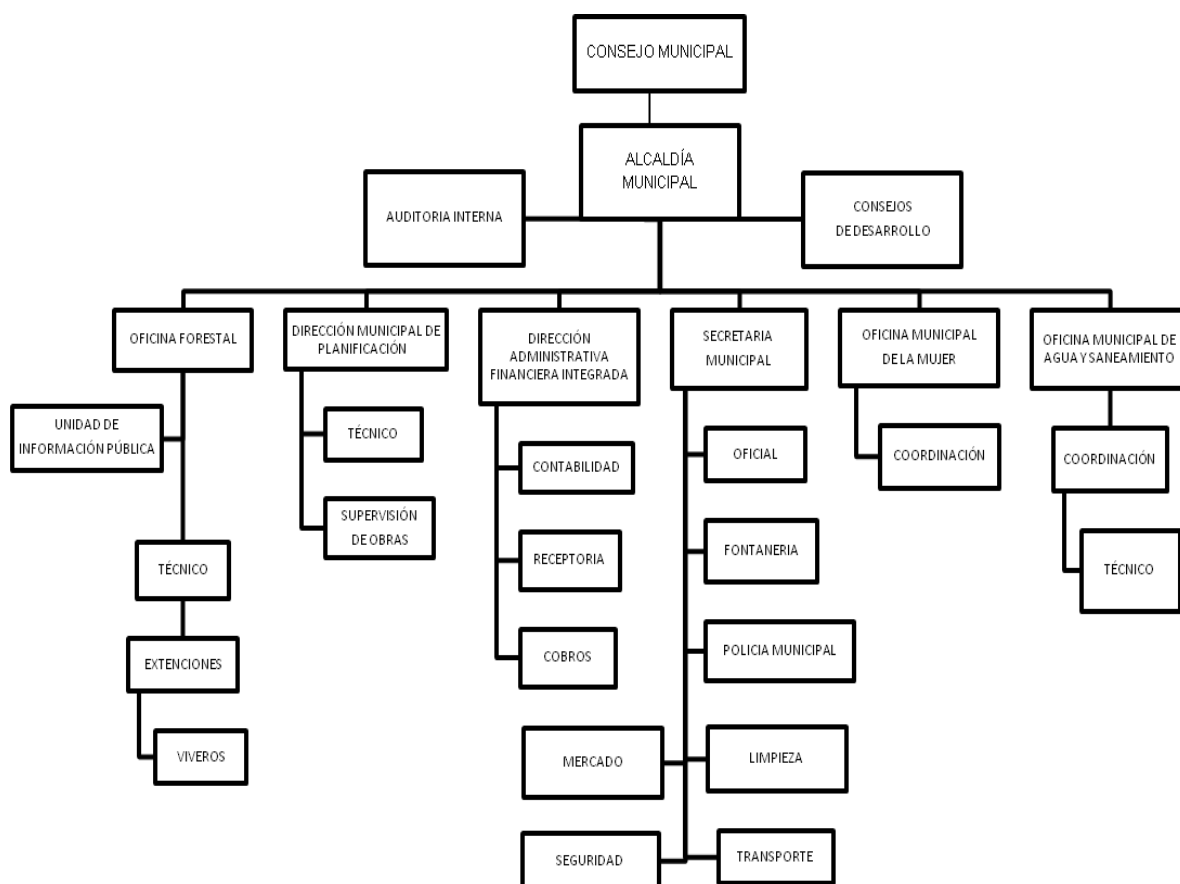 CONSEJO MUNICIPAL
ALCALDÍA
MUNICIPAL
AUDITORIA INTERNA
CONSEJOS
DE DESARROLLO
OFICINA FORESTAL
DIRECCIÓN MUNICIPAL DE
PLANIFICACIÓN
DIRECCIÓN
ADMINISTRATIVA
FINANCIERA INTEGRADA
SECRETARIA
MUNICIPAL
OFICINA MUNICIPAL
DE LA MUJER
OFICINA MUNICIPAL DE
AGUA Y SANEAMIENTO
UNIDAD DE
INFORMACIÓN PÚBLICA
TÉCNICO
EXTENCIONES
VIVEROS
TÉCNICO
SUPERVISIÓN
DE OBRAS
CONTABILIDAD
RECEPTORIA
COBROS
OFICIAL
FONTANERIA
POLICIA MUNICIPAL
MERCADO
LIMPIEZA
SEGURIDAD
TRANSPORTE
COORDINACIÓN
COORDINACIÓN
TÉCNICO